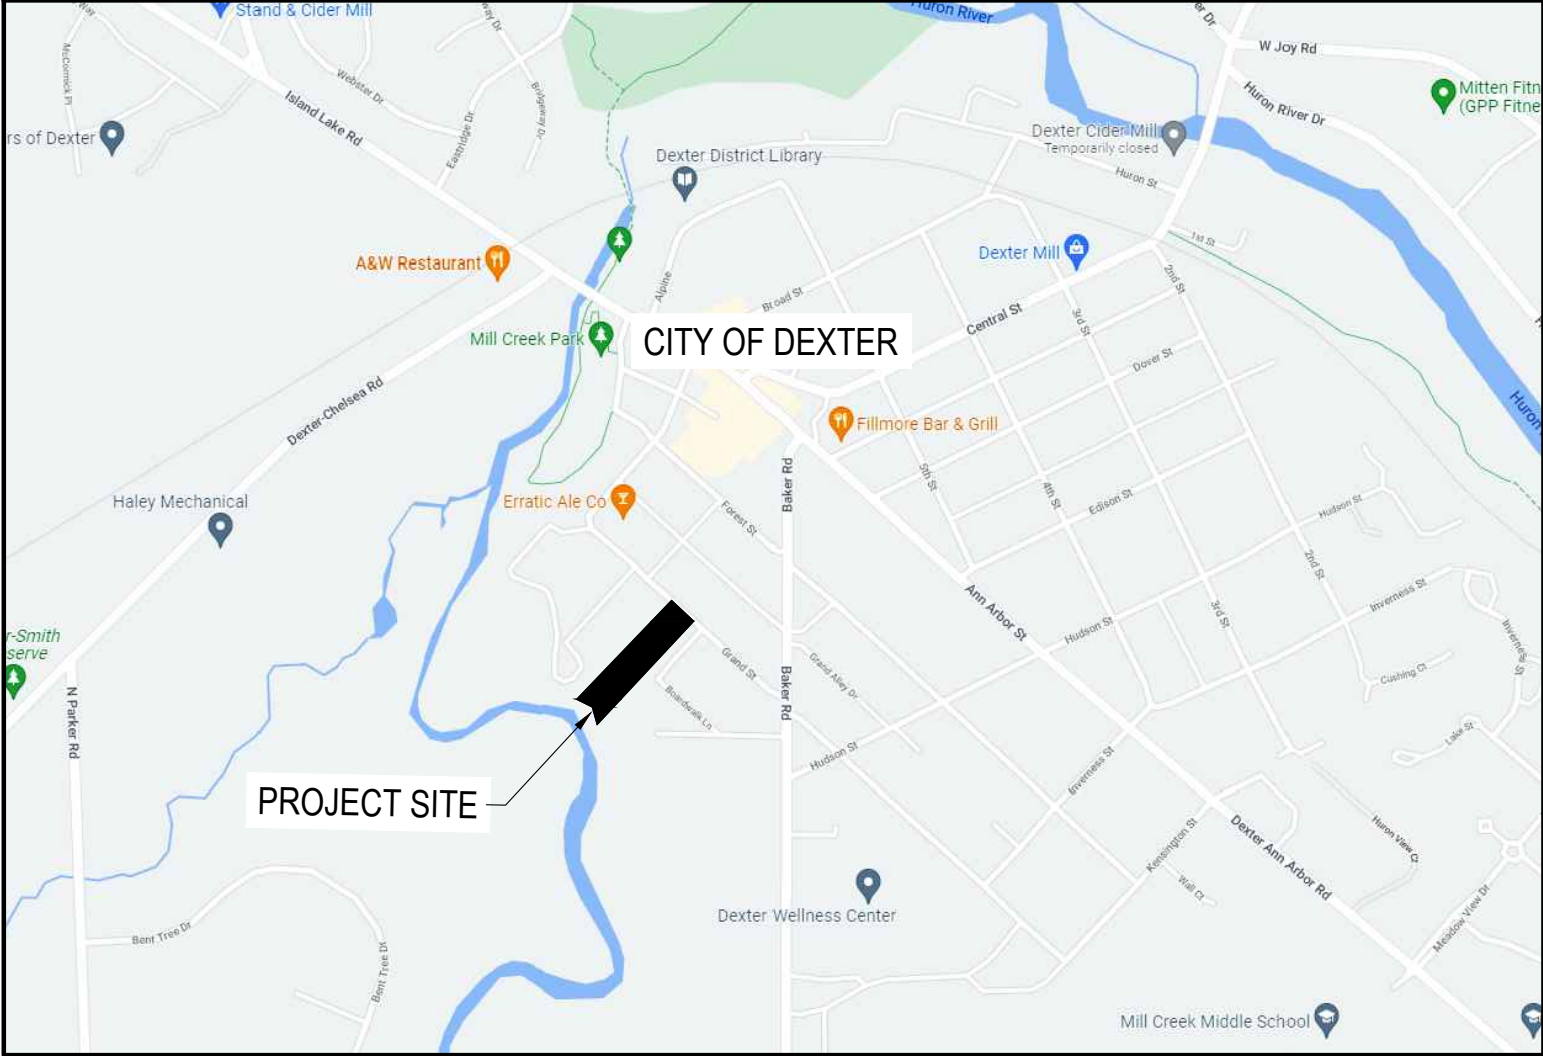 Stand & Cider Mill
Huron River
way Dr
er Dr
W Joy Rd
McCormick Pl
Webster Dr
Island Lake Rd
Eastridge Dr
Bridgeway Dr
Huron River Dr
Mitten Fitn
(GPP Fitne
rs of Dexter
Dexter District Library
Dexter Cider Mill
Temporarily closed
Huron St
1st St
A&W Restaurant
Dexter Mill
2nd St
Alpine
Broad St
Central St
3rd St
Mill Creek Park
CITY OF DEXTER
Dover St
Dexter-Chelsea Rd
Fillmore Bar & Grill
Huron
Baker Rd
5th St
4th St
Edison St
Hudson St
Haley Mechanical
Erratic Ale Co
Forest St
2nd St
Ann Arbor St
Inverness St
3rd St
Hudson St
Inverness St
r-Smith
serve
Grand St
Grand Alley Dr
Baker Rd
Cushing Ct
N Parker Rd
Boardwalk Ln
Lake St
Hudson St
Inverness St
PROJECT SITE
Kensington St
Dexter Ann Arbor Rd
Huron View Ct
Wall Ct
Dexter Wellness Center
Meadow View Dr
Bent Tree Dr
Bent Tree Dr
Mill Creek Middle School